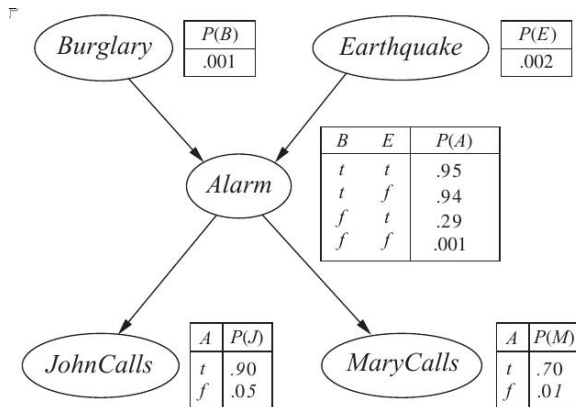 Burglary
P(B)
.001
Earthquake
P(E)
.002
Alarm
B E P(A)
t t .95
t f .94
f t .29
f f .001
JohnCalls
A P(J)
t .90
f .05
MaryCalls
A P(M)
t .70
f .01